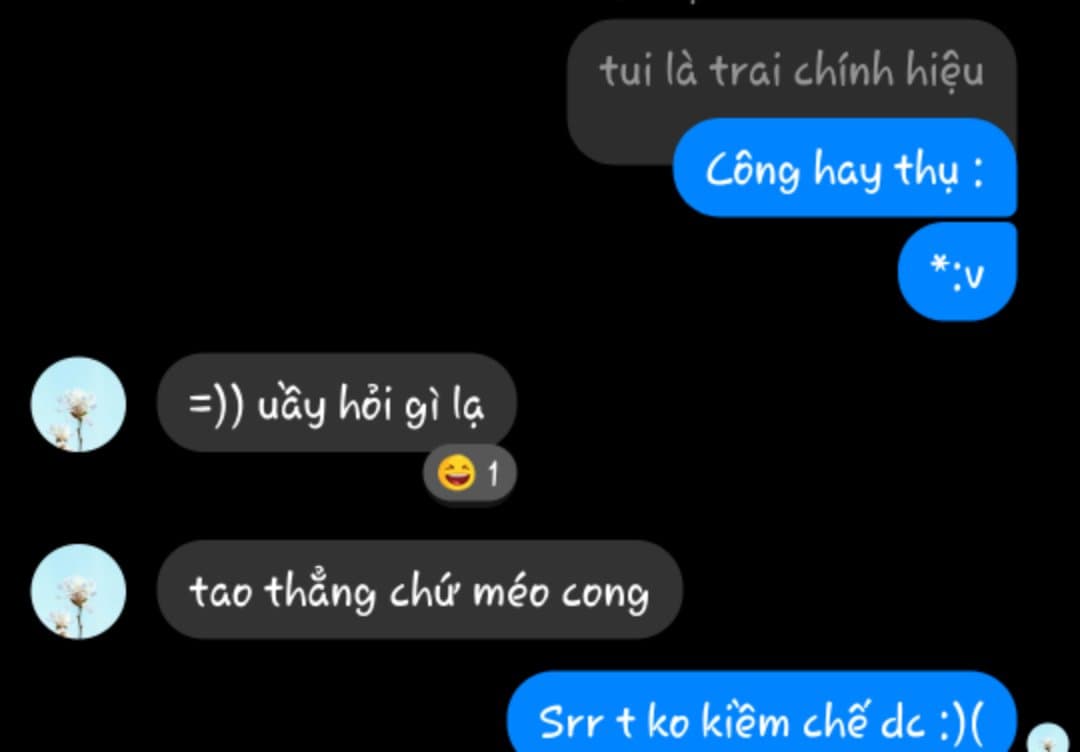 tui là trai chính hiệu
Công hay thụ :
*:v
=)) uầy hỏi gì lạ
😄 1
tao thẳng chứ méo cong
Srr t ko kiềm chế dc :)(